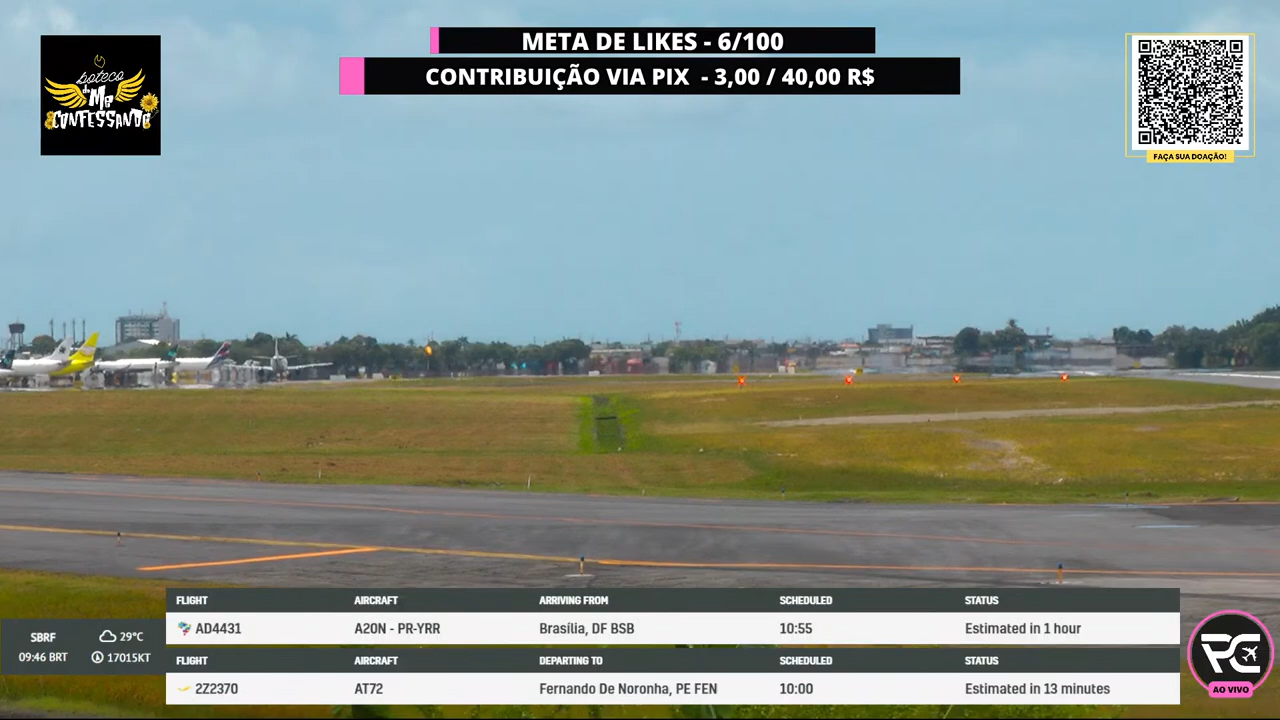 META DE LIKES - 6/100
CONTRIBUIÇÃO VIA PIX - 3,00 / 40,00 R$
boteco
do Me
CONFESSANDO
FAÇA SUA DOAÇÃO!
FLIGHT AIRCRAFT ARRIVING FROM SCHEDULED STATUS
AD4431 A20N - PR-YRR Brasília, DF BSB 10:55 Estimated in 1 hour
SBRF 29°C
09:46 BRT 17015KT
FLIGHT AIRCRAFT DEPARTING TO SCHEDULED STATUS
2Z2370 AT72 Fernando De Noronha, PE FEN 10:00 Estimated in 13 minutes
PC
AO VIVO